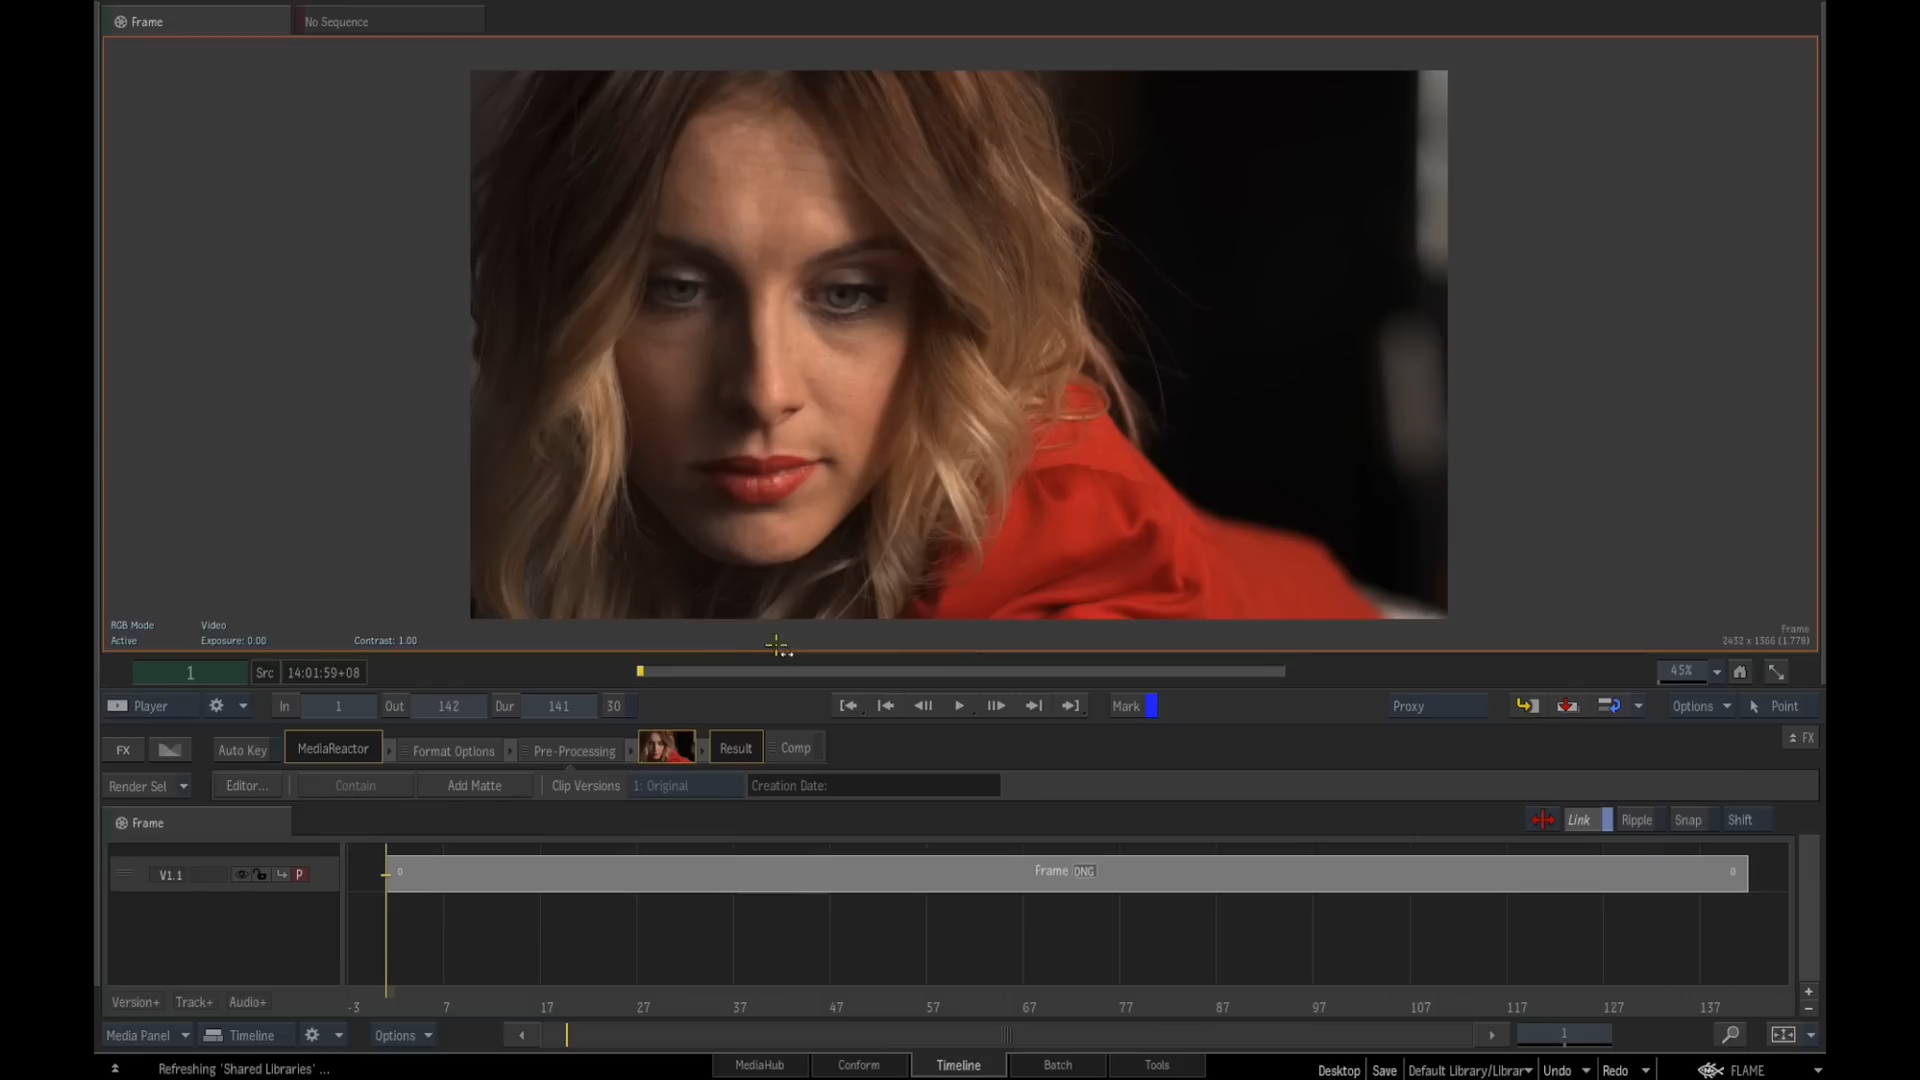 Frame
No Sequence
RGB Mode Video
Active Exposure: 0.00 Contrast: 1.00
Frame
2432 x 1366 (1.778)
1 Src 14:01:59+08 45%
Player In 1 Out 142 Dur 141 30 Mark Proxy Options Point
FX Auto Key MediaReactor Format Options Pre-Processing Result Comp FX
Render Sel Editor... Contain Add Matte Clip Versions 1: Original Creation Date:
Frame Link Ripple Snap Shift
V1.1 P 0 Frame DNG 0
Version+ Track+ Audio+ -3 7 17 27 37 47 57 67 77 87 97 107 117 127 137
Media Panel Timeline Options 1
Refreshing 'Shared Libraries' ... MediaHub Conform Timeline Batch Tools Desktop Save Default Library/Librar Undo Redo FLAME